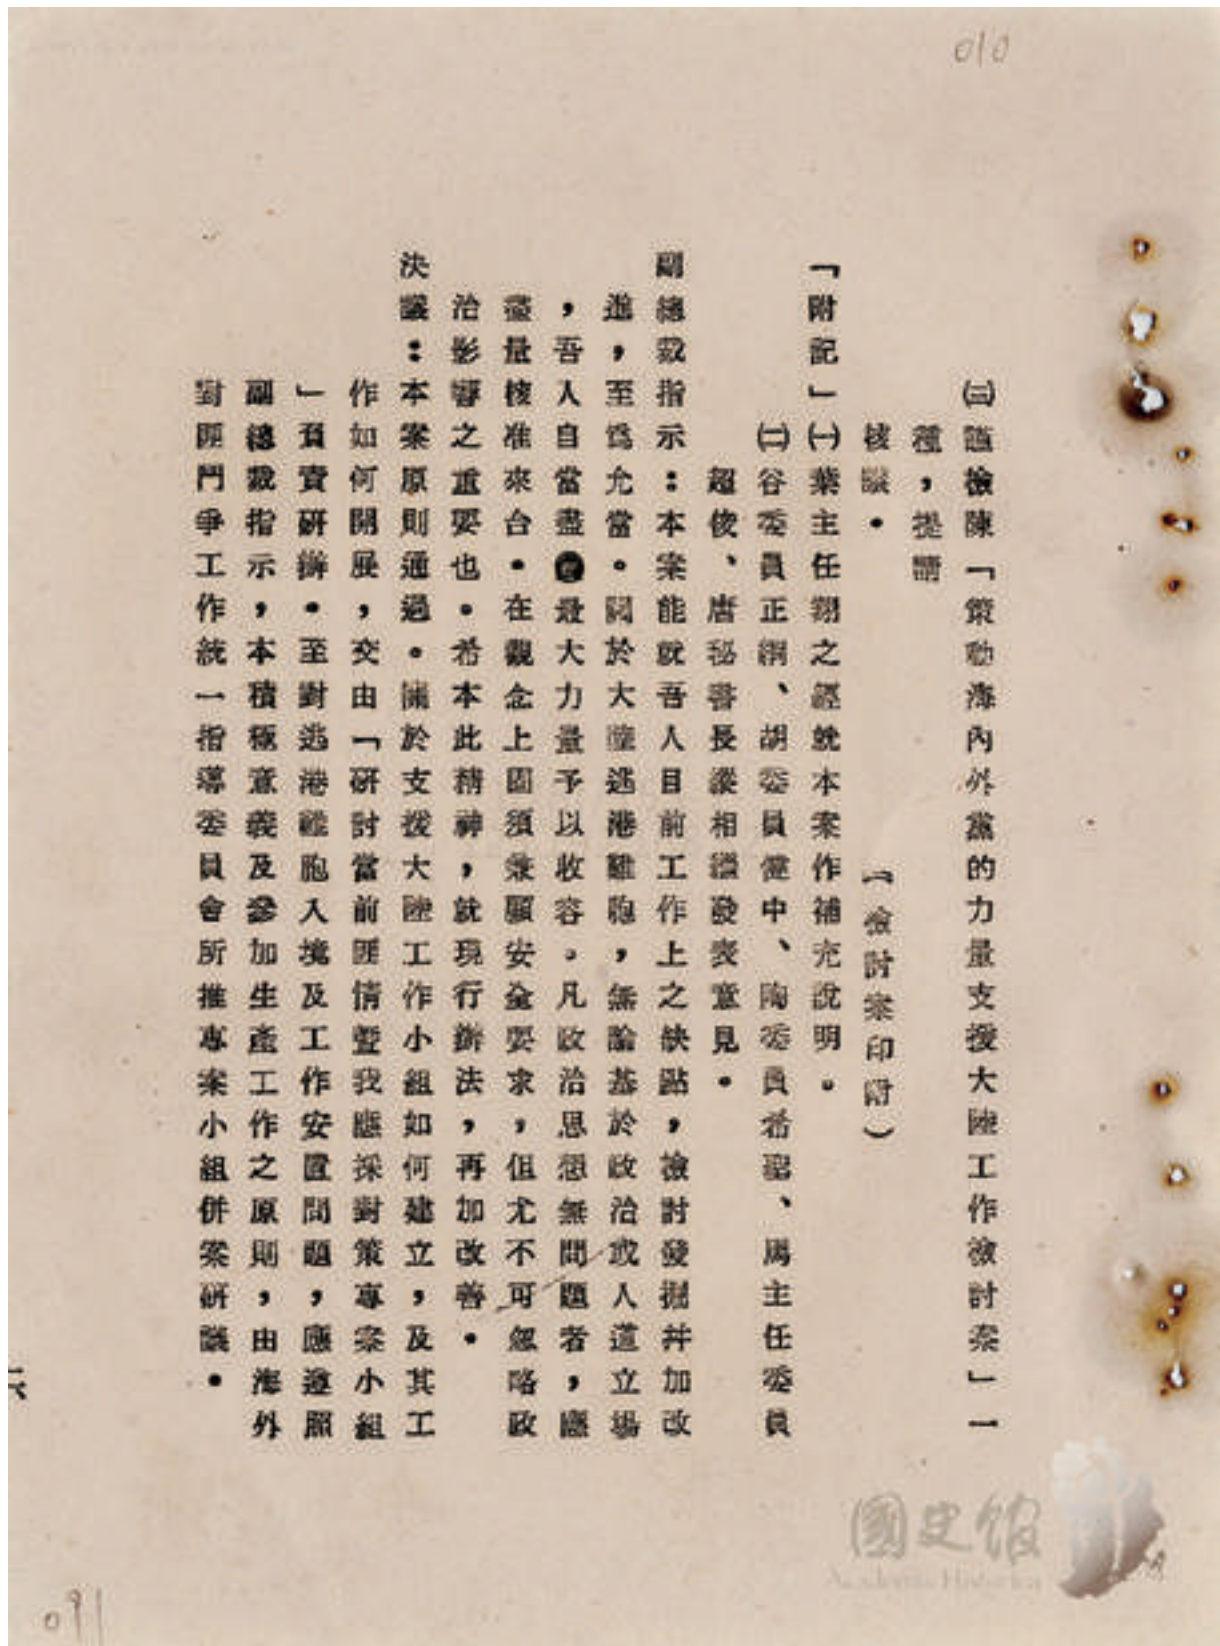 010
㈢謹檢陳「策動海內外黨的力量支援大陸工作檢討案」一
種，提請
核議。
（檢討案印附）
「附記」㈠葉主任翔之經就本案作補充說明。
㈡谷委員正綱、胡委員健中、陶委員希聖、馬主任委員
超俊、唐秘書長縱相繼發表意見。
副總裁指示：本案能就吾人目前工作上之缺點，檢討發掘幷加改
進，至爲允當。關於大陸逃港難胞，無論基於政治或人道立場
，吾人自當盡最大力量予以收容。凡政治思想無問題者，應
盡量核准來台。在觀念上固須兼顧安全要求，但尤不可忽略政
治影響之重要也。希本此精神，就現行辦法，再加改善。
決議：本案原則通過。關於支援大陸工作小組如何建立，及其工
作如何開展，交由「研討當前匪情暨我應採對策專案小組
」負責研辦。至對逃港難胞入境及工作安置問題，應遵照
副總裁指示，本積極意義及參加生產工作之原則，由海外
對匪鬥爭工作統一指導委員會所推專案小組併案研議。
國史館
Academia Historica
091